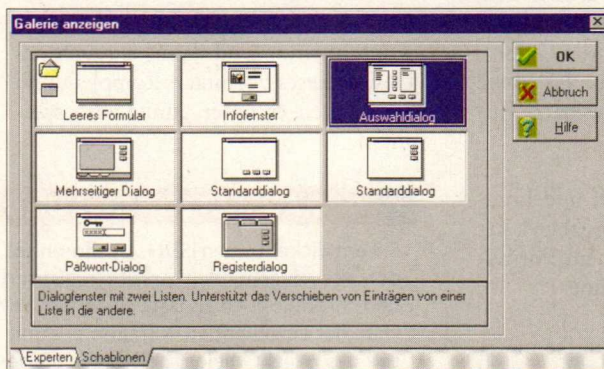 Galerie anzeigen
OK
Abbruch
Hilfe
Leeres Formular
Infofenster
Auswahldialog
Mehrseitiger Dialog
Standarddialog
Standarddialog
Paßwort-Dialog
Registerdialog
Dialogfenster mit zwei Listen. Unterstützt das Verschieben von Einträgen von einer
Liste in die andere.
Experten
Schablonen